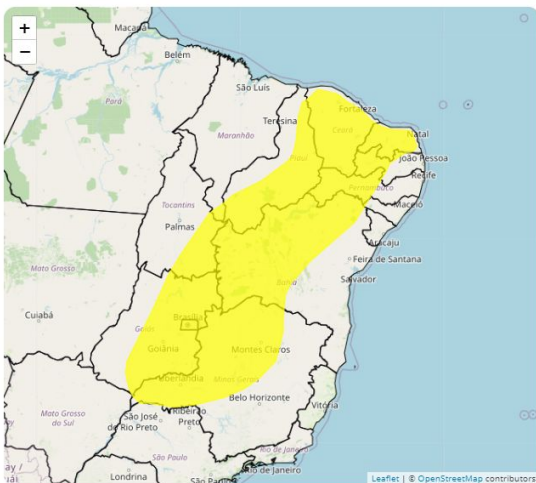 +
−
Macapá
Belém
São Luís
Pará
Fortaleza
Teresina
Ceará
Maranhão
Natal
João Pessoa
Piauí
Recife
Pernambuco
Tocantins
Maceió
Palmas
Aracaju
Feira de Santana
Mato Grosso
Bahia
Salvador
Cuiabá
Brasília
Goiás
Goiânia
Montes Claros
Uberlândia
Minas Gerais
Belo Horizonte
Vitória
Mato Grosso
do Sul
São José
do Rio Preto
Ribeirão
Preto
São Paulo
Rio de Janeiro
Londrina
Rio de Janeiro
Leaflet | © OpenStreetMap contributors